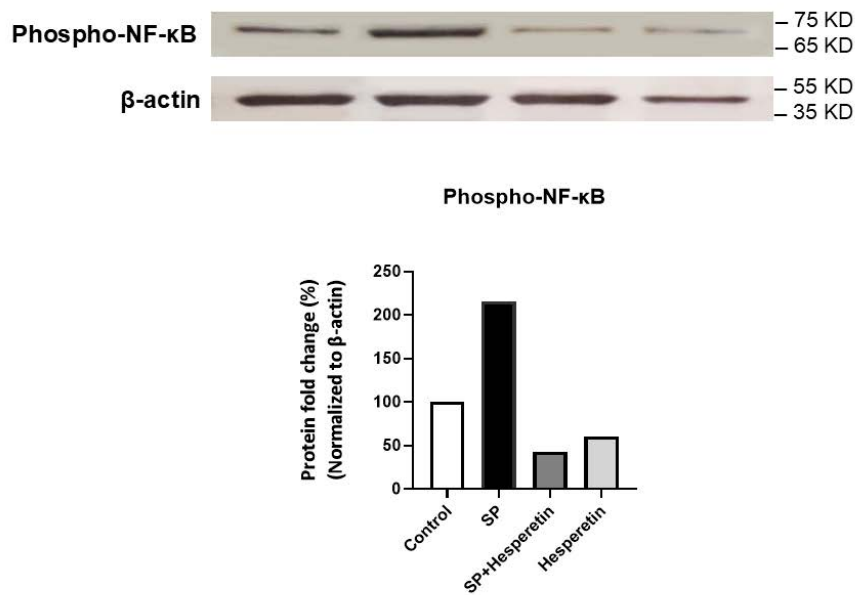 Phospho-NF-κB
75 KD
65 KD
β-actin
55 KD
35 KD
Phospho-NF-κB
Protein fold change (%)
(Normalized to β-actin)
250
200
150
100
50
0
Control
SP
SP+Hesperetin
Hesperetin